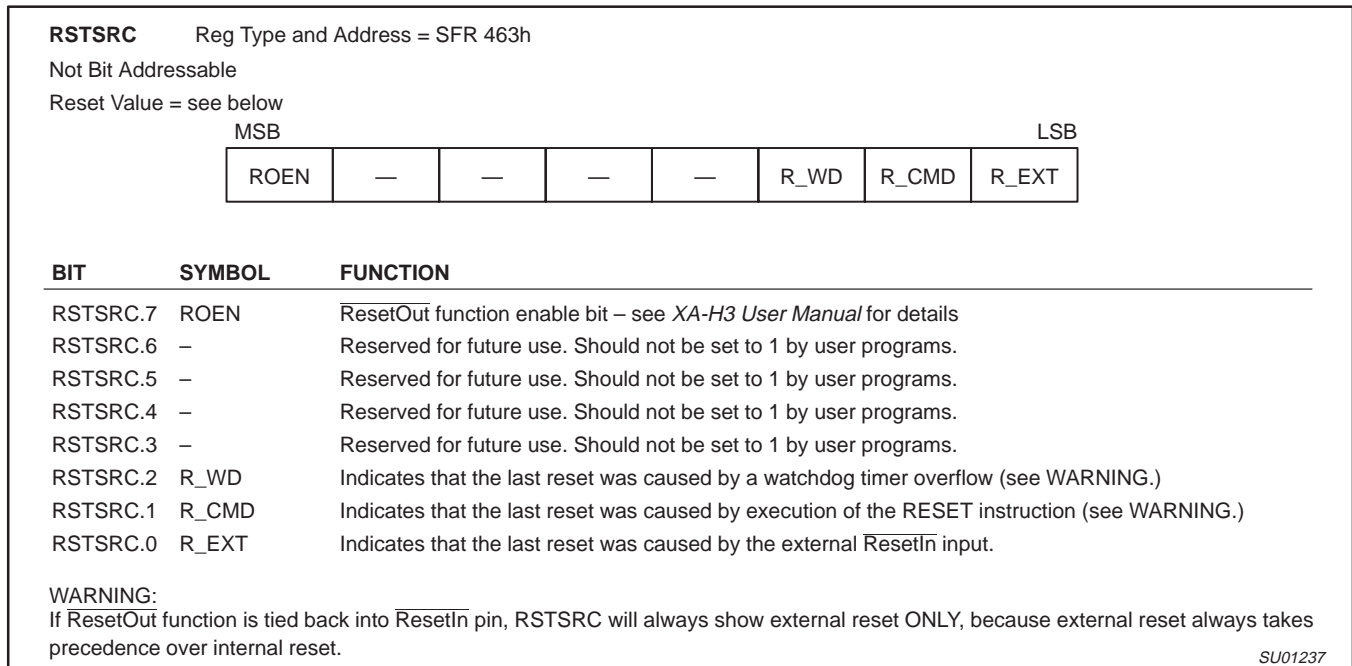 RSTSRC Reg Type and Address = SFR 463h
Not Bit Addressable
Reset Value = see below
MSB LSB
ROEN — — — — R_WD R_CMD R_EXT
BIT SYMBOL FUNCTION
RSTSRC.7 ROEN ResetOut function enable bit – see XA-H3 User Manual for details
RSTSRC.6 – Reserved for future use. Should not be set to 1 by user programs.
RSTSRC.5 – Reserved for future use. Should not be set to 1 by user programs.
RSTSRC.4 – Reserved for future use. Should not be set to 1 by user programs.
RSTSRC.3 – Reserved for future use. Should not be set to 1 by user programs.
RSTSRC.2 R_WD Indicates that the last reset was caused by a watchdog timer overflow (see WARNING.)
RSTSRC.1 R_CMD Indicates that the last reset was caused by execution of the RESET instruction (see WARNING.)
RSTSRC.0 R_EXT Indicates that the last reset was caused by the external ResetIn input.
WARNING:
If ResetOut function is tied back into ResetIn pin, RSTSRC will always show external reset ONLY, because external reset always takes
precedence over internal reset.
SU01237